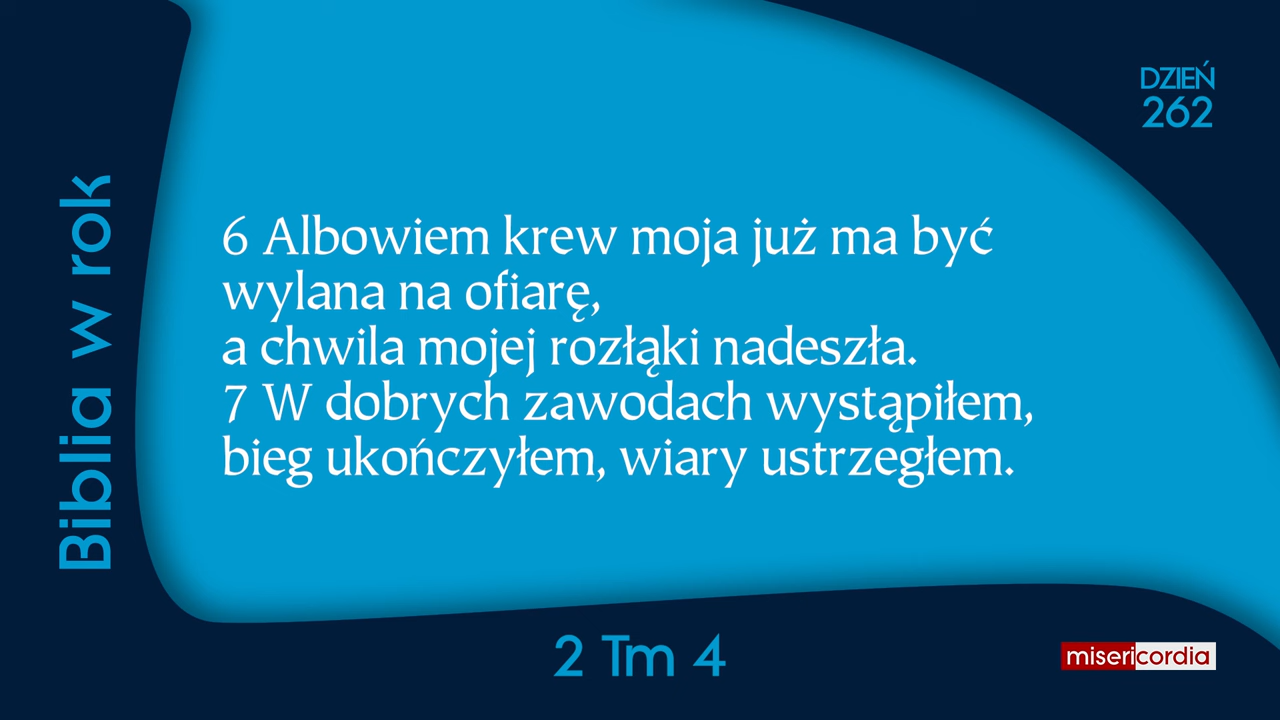 DZIEŃ
262
Biblia w rok
6 Albowiem krew moja już ma być
wylana na ofiarę,
a chwila mojej rozłąki nadeszła.
7 W dobrych zawodach wystąpiłem,
bieg ukończyłem, wiary ustrzegłem.
2 Tm 4
misericordia